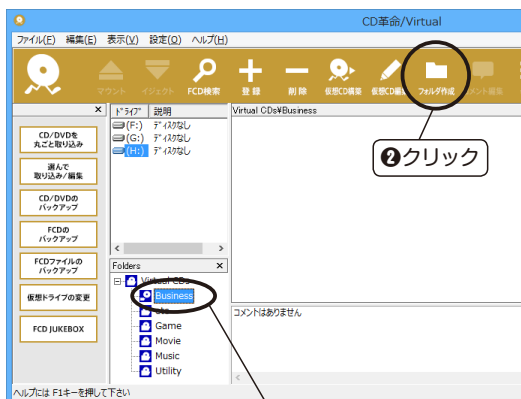 CD革命/Virtual
ファイル(F) 編集(E) 表示(V) 設定(O) ヘルプ(H)
マウント イジェクト FCD検索 登 録 削 除 仮想CD構築 フォルダ作成 コメント編集
×
CD/DVDを
丸ごと取り込み
選んで
取り込み/編集
CD/DVDの
バックアップ
FCDの
バックアップ
FCDファイルの
バックアップ
仮想ドライブの変更
FCD JUKEBOX
ドライブ 説明
(F:) ディスクなし
(G:) ディスクなし
(H:) ディスクなし
Folders ×
Virtual CDs
Business
Game
Movie
Music
Utility
Virtual CDs¥Business
❷クリック
コメントはありません
ヘルプには F1キーを押して下さい